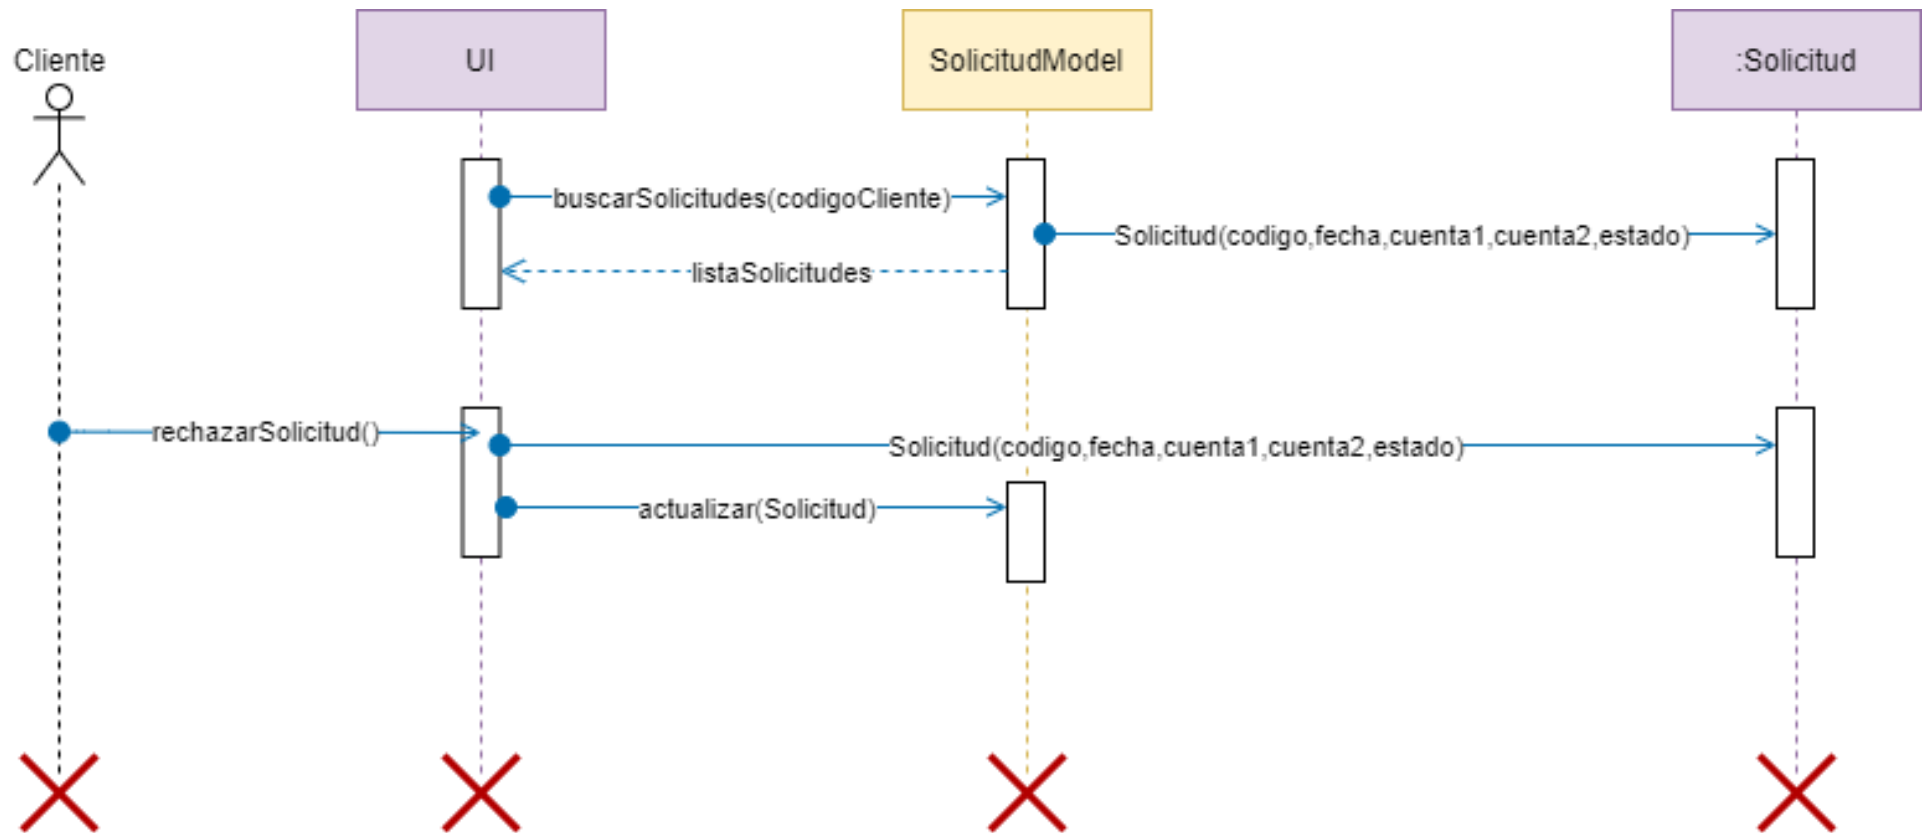 Cliente
UI
SolicitudModel
:Solicitud
buscarSolicitudes(codigoCliente)
Solicitud(codigo,fecha,cuenta1,cuenta2,estado)
listaSolicitudes
rechazarSolicitud()
Solicitud(codigo,fecha,cuenta1,cuenta2,estado)
actualizar(Solicitud)